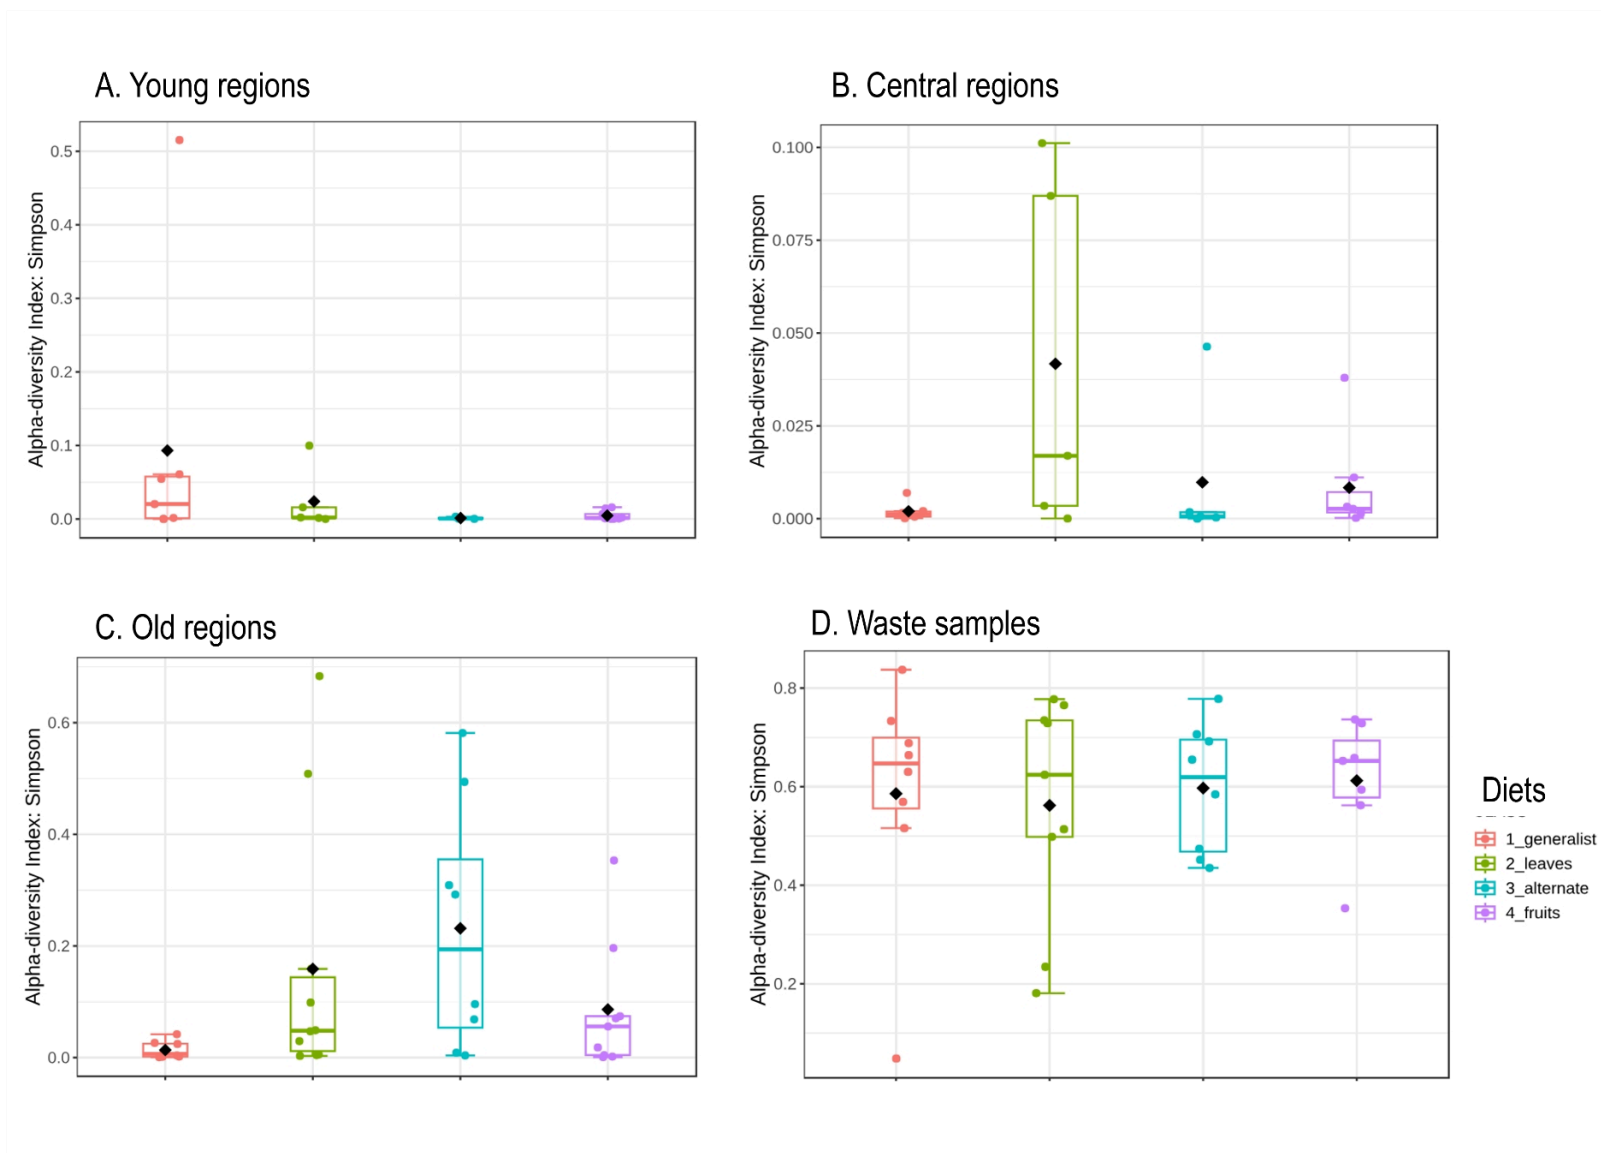 A. Young regions
B. Central regions
Alpha-diversity Index: Simpson
0.5
0.4
0.3
0.2
0.1
0.0
Alpha-diversity Index: Simpson
0.100
0.075
0.050
0.025
0.000
C. Old regions
D. Waste samples
Alpha-diversity Index: Simpson
0.6
0.4
0.2
0.0
Alpha-diversity Index: Simpson
0.8
0.6
0.4
0.2
Diets
1_generalist
2_leaves
3_alternate
4_fruits